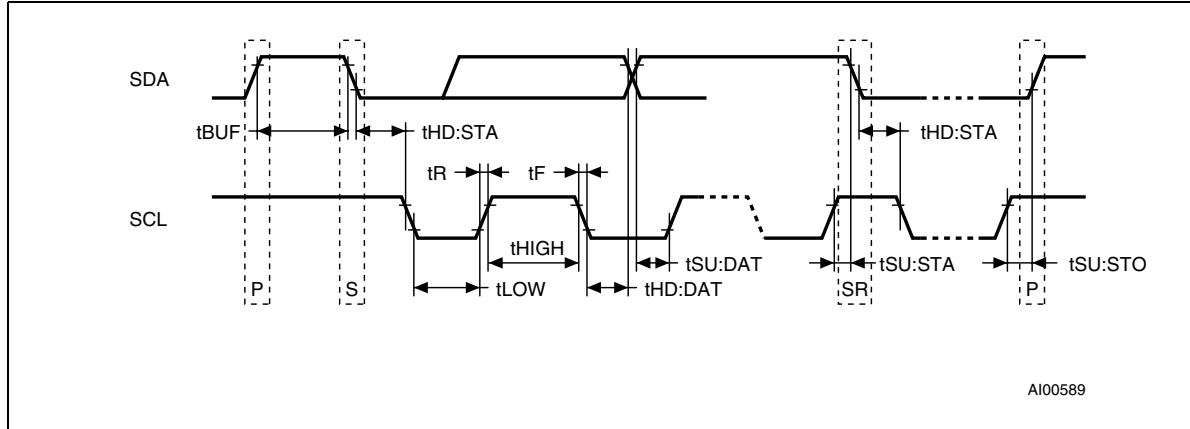 SDA
tBUF
tHD:STA
tHD:STA
tR
tF
SCL
tHIGH
tSU:DAT
tSU:STA
tSU:STO
P
S
tLOW
tHD:DAT
SR
P
AI00589